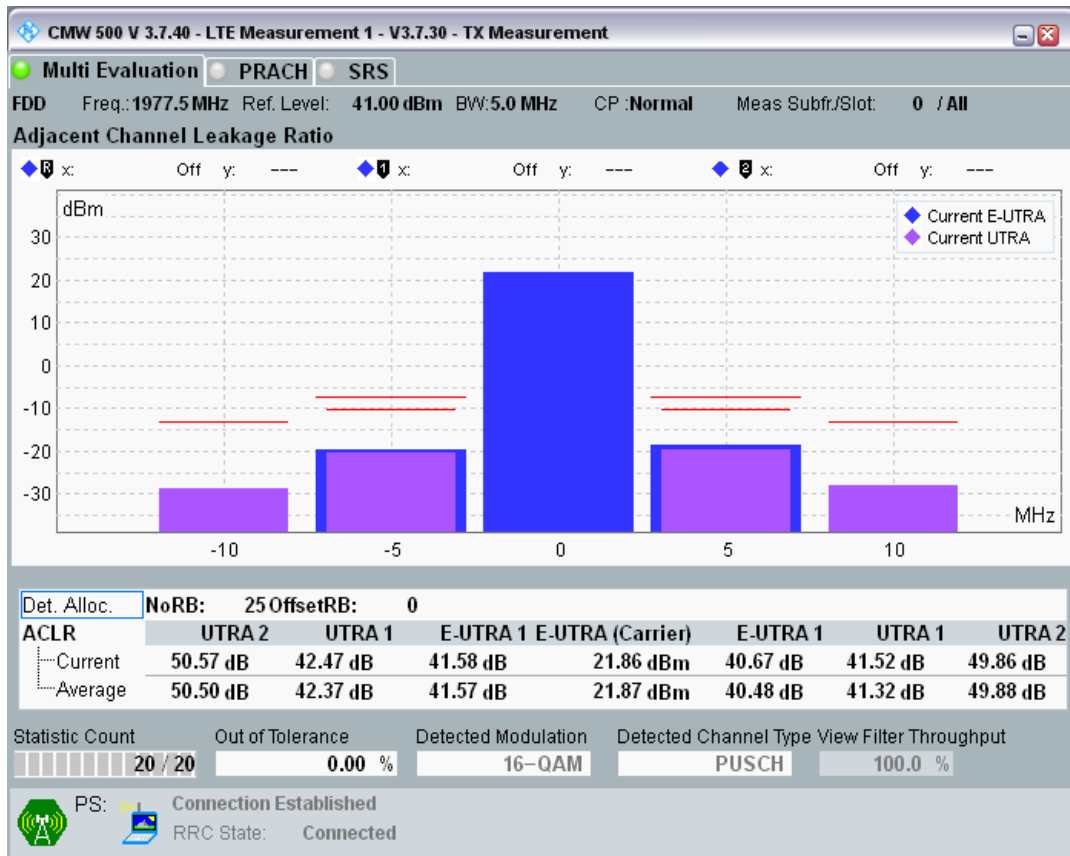 CMW 500 V 3.7.40 - LTE Measurement 1 - V3.7.30 - TX Measurement
Multi Evaluation PRACH SRS
FDD Freq.:1977.5 MHz Ref. Level: 41.00 dBm BW:5.0 MHz CP :Normal Meas Subfr./Slot: 0 / All
Adjacent Channel Leakage Ratio
R x: Off y: --- 1 x: Off y: --- 2 x: Off y: ---
dBm
Current E-UTRA
Current UTRA
30
20
10
0
-10
-20
-30
MHz
-10 -5 0 5 10
Det. Alloc. NoRB: 25 OffsetRB: 0
ACLR UTRA 2 UTRA 1 E-UTRA 1 E-UTRA (Carrier) E-UTRA 1 UTRA 1 UTRA 2
Current 50.57 dB 42.47 dB 41.58 dB 21.86 dBm 40.67 dB 41.52 dB 49.86 dB
Average 50.50 dB 42.37 dB 41.57 dB 21.87 dBm 40.48 dB 41.32 dB 49.88 dB
Statistic Count Out of Tolerance Detected Modulation Detected Channel Type View Filter Throughput
20 / 20 0.00 % 16-QAM PUSCH 100.0 %
PS: Connection Established
RRC State: Connected